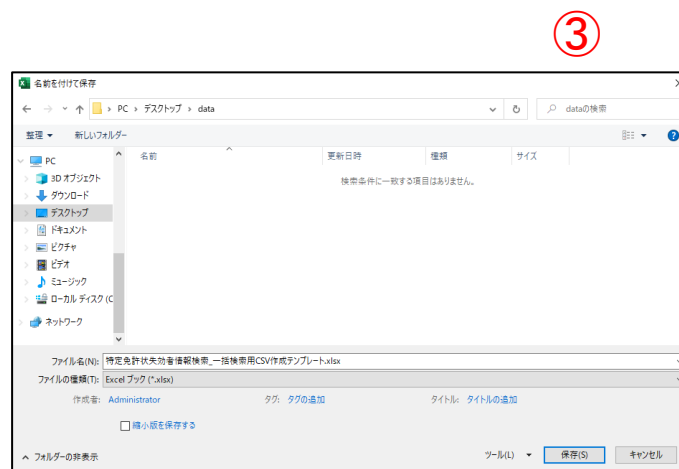 ③
名前を付けて保存
PC › デスクトップ › data
dataの検索
整理 ▼ 新しいフォルダー
名前 更新日時 種類 サイズ
検索条件に一致する項目はありません。
PC
3D オブジェクト
ダウンロード
デスクトップ
ドキュメント
ピクチャ
ビデオ
ミュージック
ローカル ディスク (C
ネットワーク
ファイル名(N): 特定免許状失効者情報検索_一括検索用CSV作成テンプレート.xlsx
ファイルの種類(T): Excel ブック (*.xlsx)
作成者: Administrator タグ: タグの追加 タイトル: タイトルの追加
縮小版を保存する
フォルダーの非表示 ツール(L) ▼ 保存(S) キャンセル